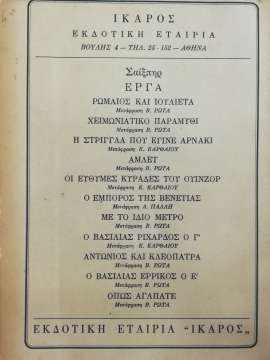 ΙΚΑΡΟΣ
ΕΚΔΟΤΙΚΗ ΕΤΑΙΡΙΑ
ΒΟΥΛΗΣ 4 — ΤΗΛ. 25 - 152 — ΑΘΗΝΑ
Σαίξπηρ
ΕΡΓΑ
ΡΩΜΑΙΟΣ ΚΑΙ ΙΟΥΛΙΕΤΑ
Μετάφραση Β. ΡΩΤΑ
ΧΕΙΜΩΝΙΑΤΙΚΟ ΠΑΡΑΜΥΘΙ
Μετάφραση Β. ΡΩΤΑ
Η ΣΤΡΙΓΓΛΑ ΠΟΥ ΕΓΙΝΕ ΑΡΝΑΚΙ
Μετάφραση Κ. ΚΑΡΘΑΙΟΥ
ΑΜΛΕΤ
Μετάφραση Β. ΡΩΤΑ
ΟΙ ΕΥΘΥΜΕΣ ΚΥΡΑΔΕΣ ΤΟΥ ΟΥΙΝΖΟΡ
Μετάφραση Κ. ΚΑΡΘΑΙΟΥ
Ο ΕΜΠΟΡΟΣ ΤΗΣ ΒΕΝΕΤΙΑΣ
Μετάφραση Α. ΠΑΛΛΗ
ΜΕ ΤΟ ΙΔΙΟ ΜΕΤΡΟ
Μετάφραση Β. ΡΩΤΑ
Ο ΒΑΣΙΛΙΑΣ ΡΙΧΑΡΔΟΣ Ο Γ'
Μετάφραση Κ. ΚΑΡΘΑΙΟΥ
ΑΝΤΩΝΙΟΣ ΚΑΙ ΚΛΕΟΠΑΤΡΑ
Μετάφραση Β. ΡΩΤΑ
Ο ΒΑΣΙΛΙΑΣ ΕΡΡΙΚΟΣ Ο Ε'
Μετάφραση Β. ΡΩΤΑ
ΟΠΩΣ ΑΓΑΠΑΤΕ
Μετάφραση Β. ΡΩΤΑ
ΕΚΔΟΤΙΚΗ ΕΤΑΙΡΙΑ "ΙΚΑΡΟΣ„